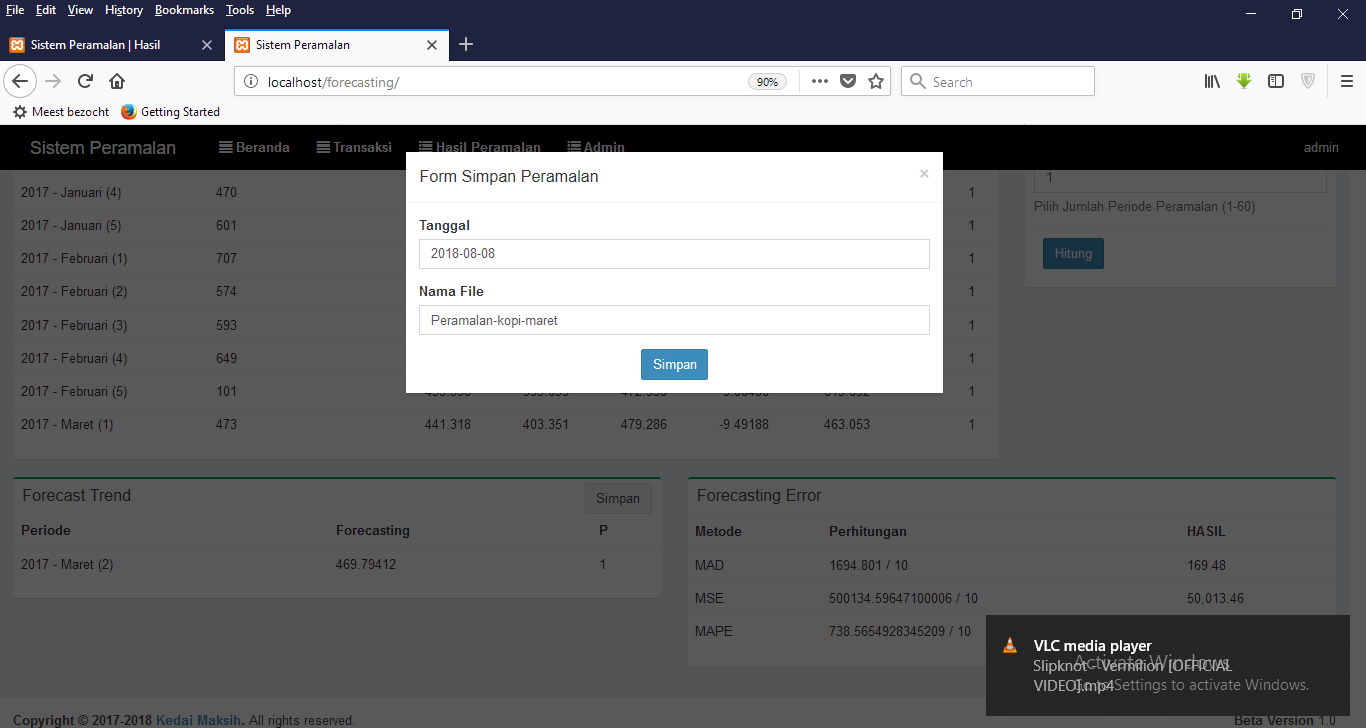 File Edit View History Bookmarks Tools Help
Sistem Peramalan | Hasil
Sistem Peramalan
localhost/forecasting/
90%
Search
Meest bezocht
Getting Started
Sistem Peramalan Beranda Transaksi Hasil Peramalan Admin admin
Form Simpan Peramalan ×
Tanggal
2018-08-08
Nama File
Peramalan-kopi-maret
Simpan
2017 - Januari (4) 470 1
2017 - Januari (5) 601 1
2017 - Februari (1) 707 1
2017 - Februari (2) 574 1
2017 - Februari (3) 593 1
2017 - Februari (4) 649 1
2017 - Februari (5) 101 1
2017 - Maret (1) 473 441.318 403.351 479.286 -9.49188 463.053 1
1
Pilih Jumlah Periode Peramalan (1-60)
Hitung
Forecast Trend Simpan
Periode Forecasting P
2017 - Maret (2) 469.79412 1
Forecasting Error
Metode Perhitungan HASIL
MAD 1694.801 / 10 169.48
MSE 500134.59647100006 / 10 50,013.46
MAPE 738.5654928345209 / 10
VLC media player
Slipknot - Vermilion [OFFICIAL
VIDEO].mp4
Activate Windows
Go to Settings to activate Windows.
Copyright © 2017-2018 Kedai Maksih. All rights reserved.
Beta Version 1.0